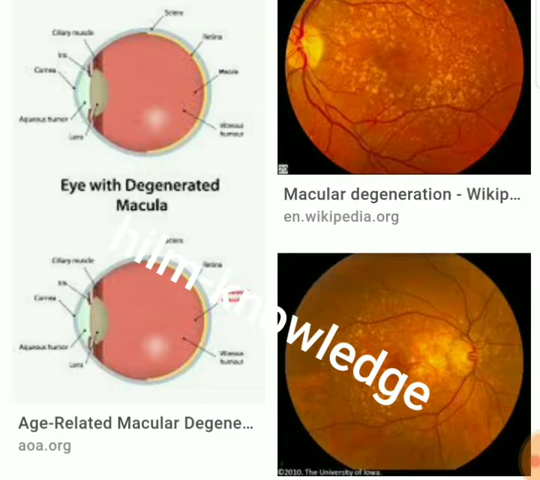 Sclera
Ciliary muscle
Retina
Iris
Cornea
Macula
Aqueous humor
Vitreous
humour
Lens
Eye with Degenerated
Macula
Sclera
Ciliary muscle
Retina
Iris
Cornea
Aqueous humor
Vitreous
humour
Lens
Age-Related Macular Degene...
aoa.org
Macular degeneration - Wikip...
en.wikipedia.org
©2010. The University of Iowa.
hilm knowledge